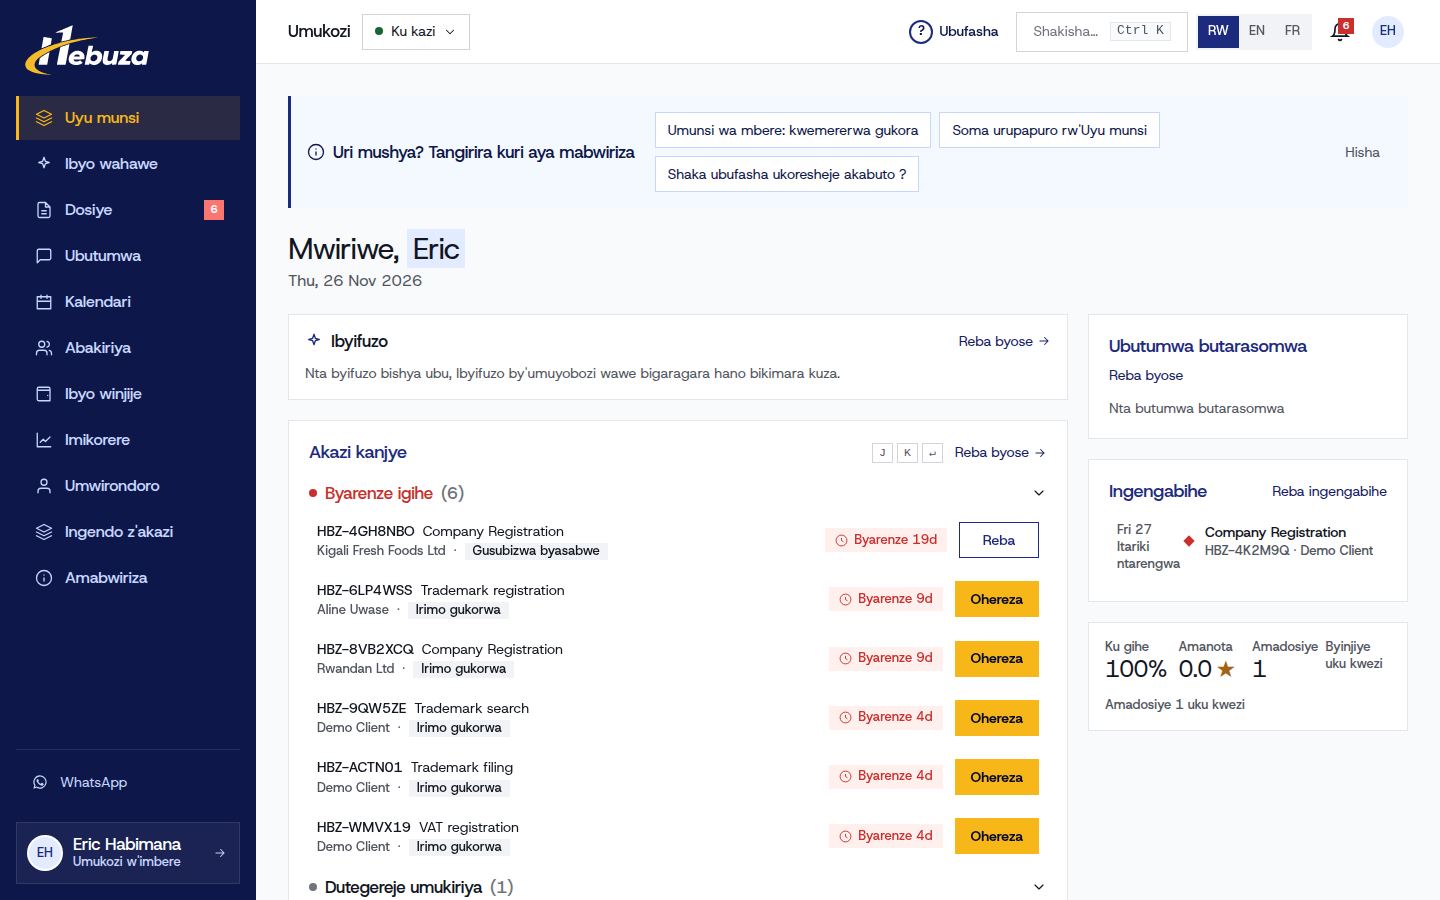 Hebuza
Uyu munsi
Ibyo wahawe
Dosiye
6
Ubutumwa
Kalendari
Abakiriya
Ibyo winjije
Imikorere
Umwirondoro
Ingendo z'akazi
Amabwiriza
WhatsApp
EH
Eric Habimana
Umukozi w'imbere
Umukozi
Ku kazi
? Ubufasha
Shakisha... Ctrl K
RW EN FR
6
EH
Uri mushya? Tangirira kuri aya mabwiriza
Umunsi wa mbere: kwemererwa gukora
Soma urupapuro rw'Uyu munsi
Shaka ubufasha ukoresheje akabuto ?
Hisha
Mwiriwe, Eric
Thu, 26 Nov 2026
Ibyifuzo
Reba byose →
Nta byifuzo bishya ubu, Ibyifuzo by'umuyobozi wawe bigaragara hano bikimara kuza.
Akazi kanjye
J K ↵ Reba byose →
Byarenze igihe (6)
HBZ-4GH8NBO Company Registration
Kigali Fresh Foods Ltd · Gusubizwa byasabwe
Byarenze 19d
Reba
HBZ-6LP4WSS Trademark registration
Aline Uwase · Irimo gukorwa
Byarenze 9d
Ohereza
HBZ-8VB2XCQ Company Registration
Rwandan Ltd · Irimo gukorwa
Byarenze 9d
Ohereza
HBZ-9QW5ZE Trademark search
Demo Client · Irimo gukorwa
Byarenze 4d
Ohereza
HBZ-ACTN01 Trademark filing
Demo Client · Irimo gukorwa
Byarenze 4d
Ohereza
HBZ-WMVX19 VAT registration
Demo Client · Irimo gukorwa
Byarenze 4d
Ohereza
Dutegereje umukiriya (1)
Ubutumwa butarasomwa
Reba byose
Nta butumwa butarasomwa
Ingengabihe
Reba ingengabihe
Fri 27
Itariki
ntarengwa
Company Registration
HBZ-4K2M9Q · Demo Client
Ku gihe
100%
Amanota
0.0 ★
Amadosiye
1
Byinjiye
uku kwezi
Amadosiye 1 uku kwezi